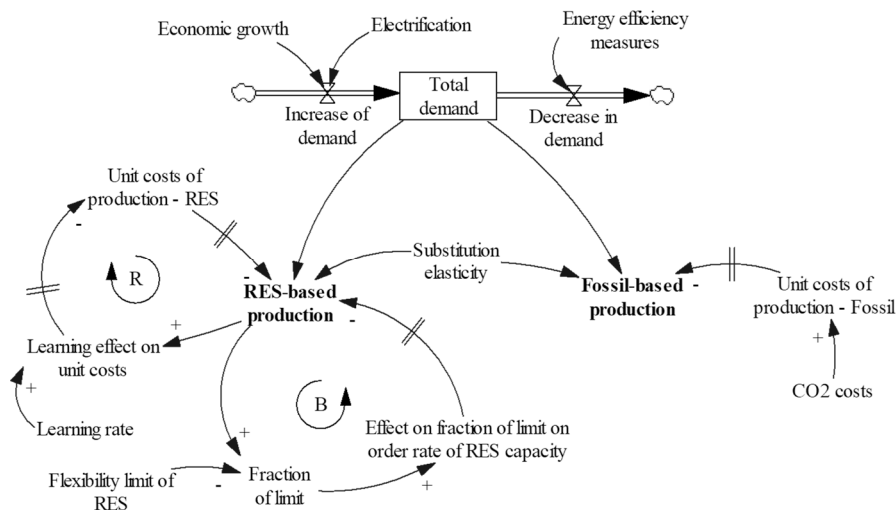 Economic growth
Electrification
Energy efficiency
measures
Total
demand
Increase of
demand
Decrease in
demand
Unit costs of
production - RES
-
R
Substitution
elasticity
-
RES-based
production
-
Fossil-based
production
-
Unit costs of
production - Fossil
+
CO2 costs
+
Learning effect on
unit costs
+
Learning rate
B
+
Effect on fraction of limit on
order rate of RES capacity
+
Flexibility limit of
RES
-
Fraction
of limit